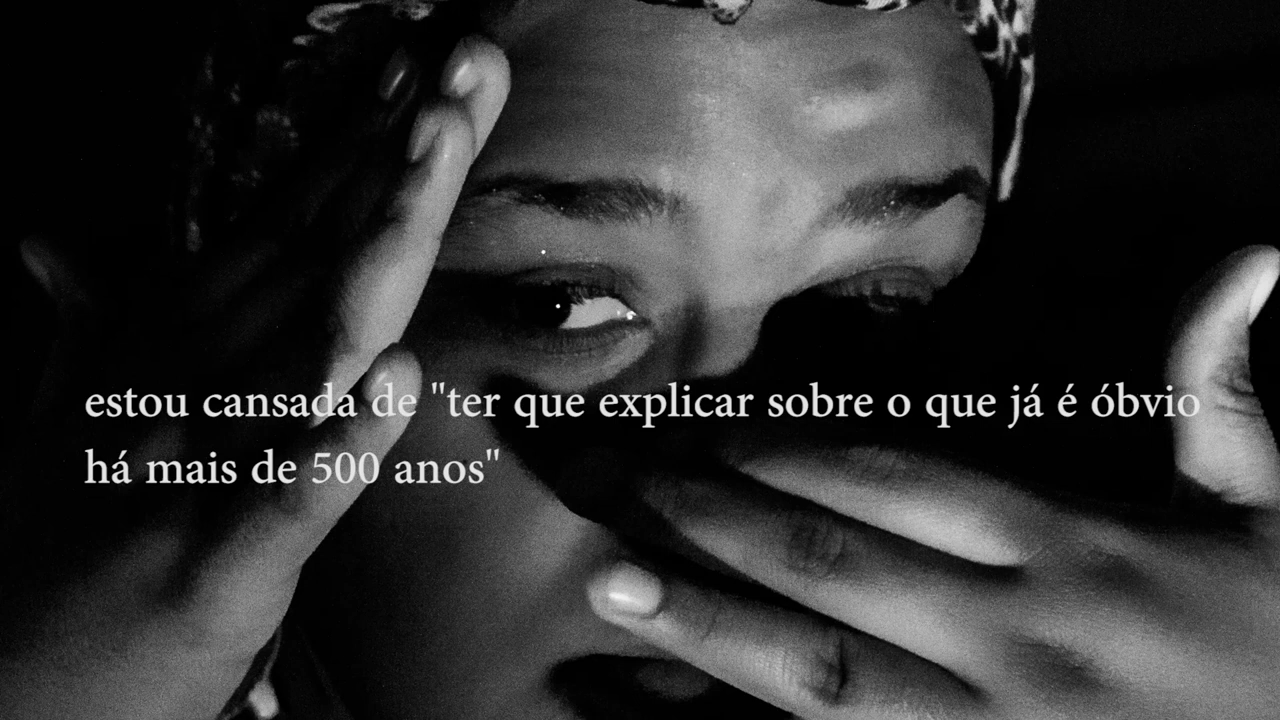 estou cansada de "ter que explicar sobre o que já é óbvio
há mais de 500 anos"